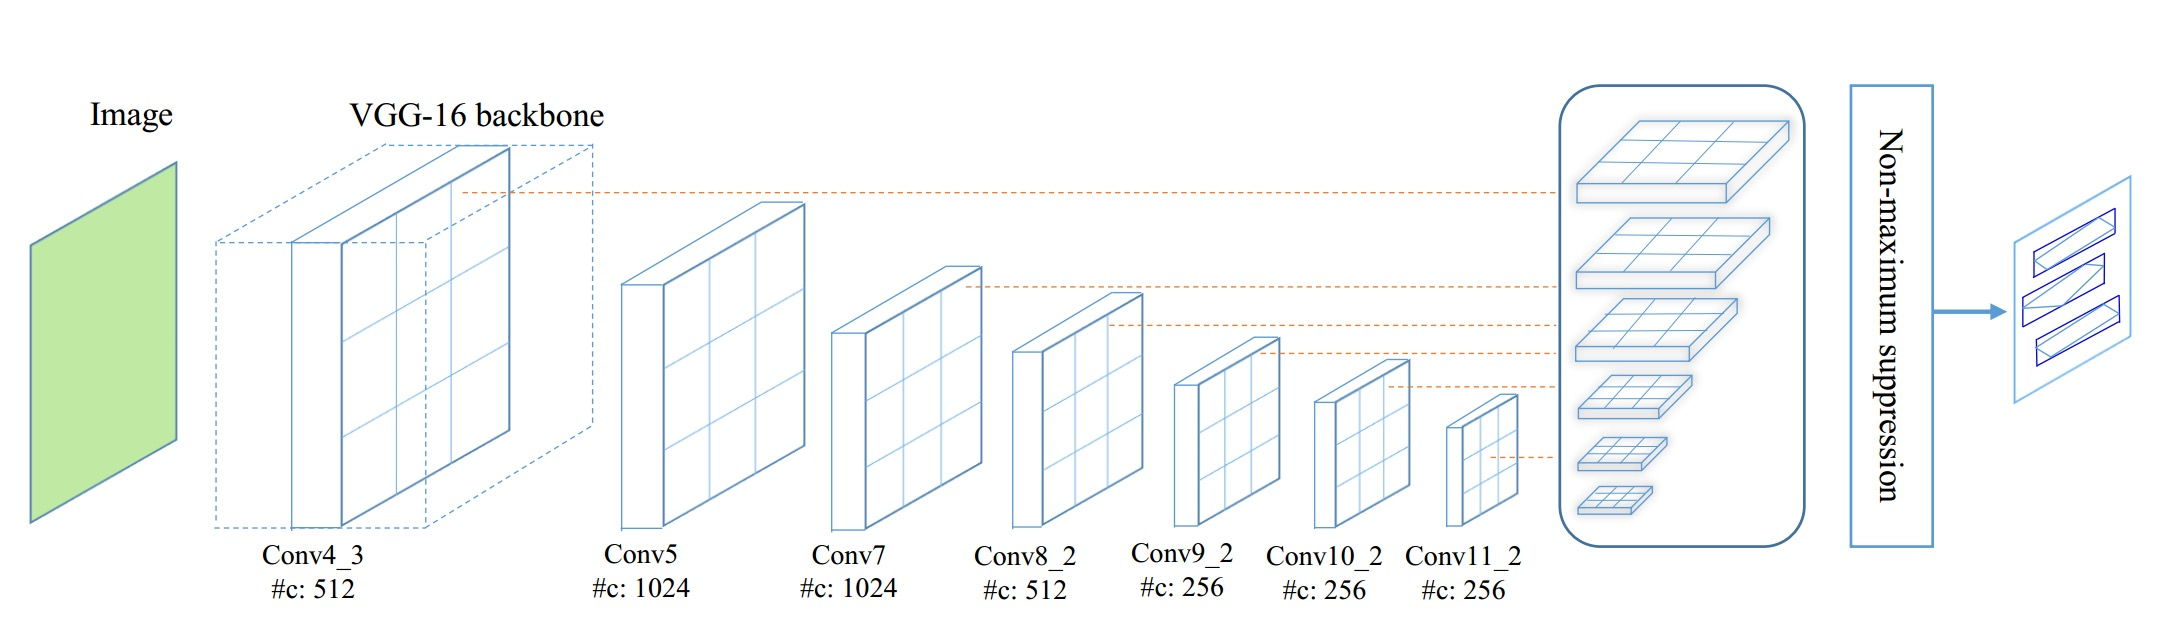 Image
VGG-16 backbone
Non-maximum suppression
Conv4_3
#c: 512
Conv5
#c: 1024
Conv7
#c: 1024
Conv8_2
#c: 512
Conv9_2
#c: 256
Conv10_2
#c: 256
Conv11_2
#c: 256